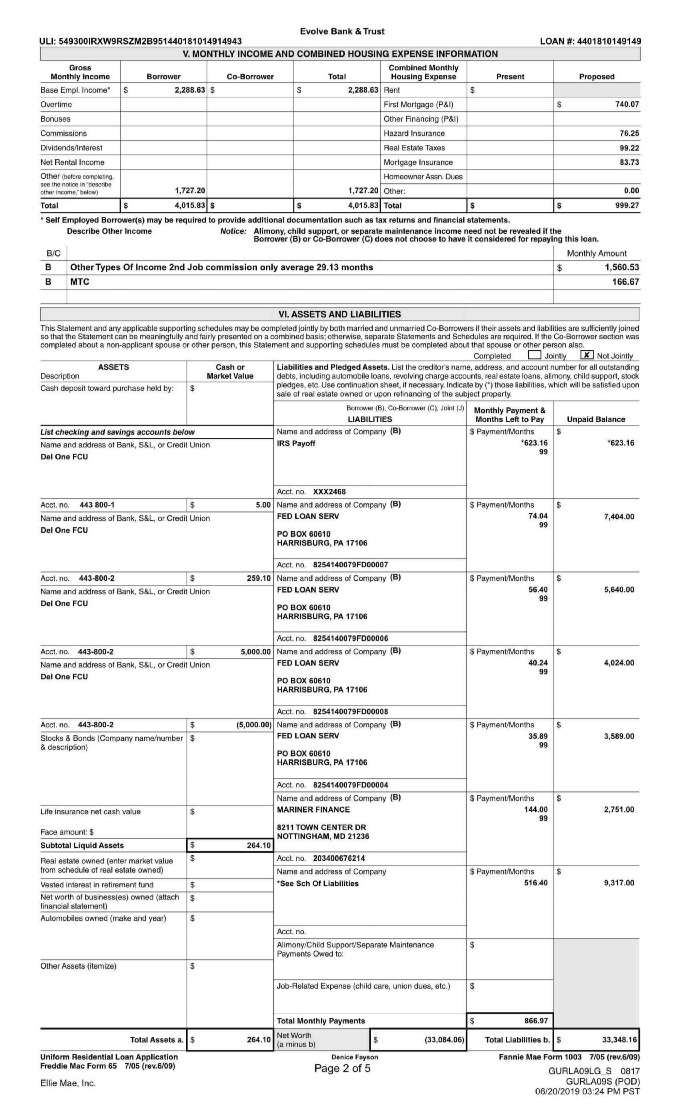 Evolve Bank & Trust
ULI: 549300IRXW9RSZM2B951440181014914943 LOAN #: 4401810149149
V. MONTHLY INCOME AND COMBINED HOUSING EXPENSE INFORMATION
Gross Monthly Income Borrower Co-Borrower Total Combined Monthly Housing Expense Present Proposed
Base Empl. Income* $ 2,288.63 $ $ 2,288.63 Rent $
Overtime First Mortgage (P&I) $ 740.07
Bonuses Other Financing (P&I)
Commissions Hazard Insurance 76.25
Dividends/Interest Real Estate Taxes 99.22
Net Rental Income Mortgage Insurance 83.73
Other (before completing, see the notice in "describe other income," below) 1,727.20 1,727.20 Homeowner Assn. Dues
Other: 0.00
Total $ 4,015.83 $ $ 4,015.83 Total $ $ 999.27
* Self Employed Borrower(s) may be required to provide additional documentation such as tax returns and financial statements.
Describe Other Income Notice: Alimony, child support, or separate maintenance income need not be revealed if the
Borrower (B) or Co-Borrower (C) does not choose to have it considered for repaying this loan.
B/C Monthly Amount
B Other Types Of Income 2nd Job commission only average 29.13 months $ 1,560.53
B MTC 166.67
VI. ASSETS AND LIABILITIES
This Statement and any applicable supporting schedules may be completed jointly by both married and unmarried Co-Borrowers if their assets and liabilities are sufficiently joined
so that the Statement can be meaningfully and fairly presented on a combined basis; otherwise, separate Statements and Schedules are required. If the Co-Borrower section was
completed about a non-applicant spouse or other person, this Statement and supporting schedules must be completed about that spouse or other person also.
Completed Jointly X Not Jointly
ASSETS Cash or Market Value
Description
Cash deposit toward purchase held by: $
Liabilities and Pledged Assets. List the creditor's name, address, and account number for all outstanding
debts, including automobile loans, revolving charge accounts, real estate loans, alimony, child support, stock
pledges, etc. Use continuation sheet, if necessary. Indicate by (*) those liabilities, which will be satisfied upon
sale of real estate owned or upon refinancing of the subject property.
Borrower (B), Co-Borrower (C), Joint (J)
LIABILITIES Monthly Payment & Months Left to Pay Unpaid Balance
List checking and savings accounts below Name and address of Company (B) $ Payment/Months $
Name and address of Bank, S&L, or Credit Union IRS Payoff *623.16 *623.16
Del One FCU 99
Acct. no. XXX2468
Acct. no. 443 800-1 $ 5.00 Name and address of Company (B) $ Payment/Months $
Name and address of Bank, S&L, or Credit Union FED LOAN SERV 74.04 7,404.00
Del One FCU 99
PO BOX 60610
HARRISBURG, PA 17106
Acct. no. 8254140079FD00007
Acct. no. 443-800-2 $ 259.10 Name and address of Company (B) $ Payment/Months $
Name and address of Bank, S&L, or Credit Union FED LOAN SERV 56.40 5,640.00
Del One FCU 99
PO BOX 60610
HARRISBURG, PA 17106
Acct. no. 8254140079FD00006
Acct. no. 443-800-2 $ 5,000.00 Name and address of Company (B) $ Payment/Months $
Name and address of Bank, S&L, or Credit Union FED LOAN SERV 40.24 4,024.00
Del One FCU 99
PO BOX 60610
HARRISBURG, PA 17106
Acct. no. 8254140079FD00008
Acct. no. 443-800-2 $ (5,000.00) Name and address of Company (B) $ Payment/Months $
Stocks & Bonds (Company name/number & description) $ FED LOAN SERV 35.89 3,589.00
99
PO BOX 60610
HARRISBURG, PA 17106
Acct. no. 8254140079FD00004
Name and address of Company (B) $ Payment/Months $
Life insurance net cash value $ MARINER FINANCE 144.00 2,751.00
99
Face amount: $ 8211 TOWN CENTER DR
NOTTINGHAM, MD 21236
Subtotal Liquid Assets $ 264.10
Acct. no. 203400676214
Real estate owned (enter market value from schedule of real estate owned) $
Name and address of Company $ Payment/Months $
Vested interest in retirement fund $ *See Sch Of Liabilities 516.40 9,317.00
Net worth of business(es) owned (attach financial statement) $
Automobiles owned (make and year) $
Acct. no.
Alimony/Child Support/Separate Maintenance Payments Owed to: $
Other Assets (itemize) $
Job-Related Expense (child care, union dues, etc.) $
Total Monthly Payments $ 866.97
Total Assets a. $ 264.10 Net Worth (a minus b) $ (33,084.06) Total Liabilities b. $ 33,348.16
Uniform Residential Loan Application
Freddie Mac Form 65 7/05 (rev.6/09)
Denice Fayson
Page 2 of 5
Fannie Mae Form 1003 7/05 (rev.6/09)
Ellie Mae, Inc.
GURLA09LG_S 0817
GURLA09S (POD)
06/20/2019 03:24 PM PST